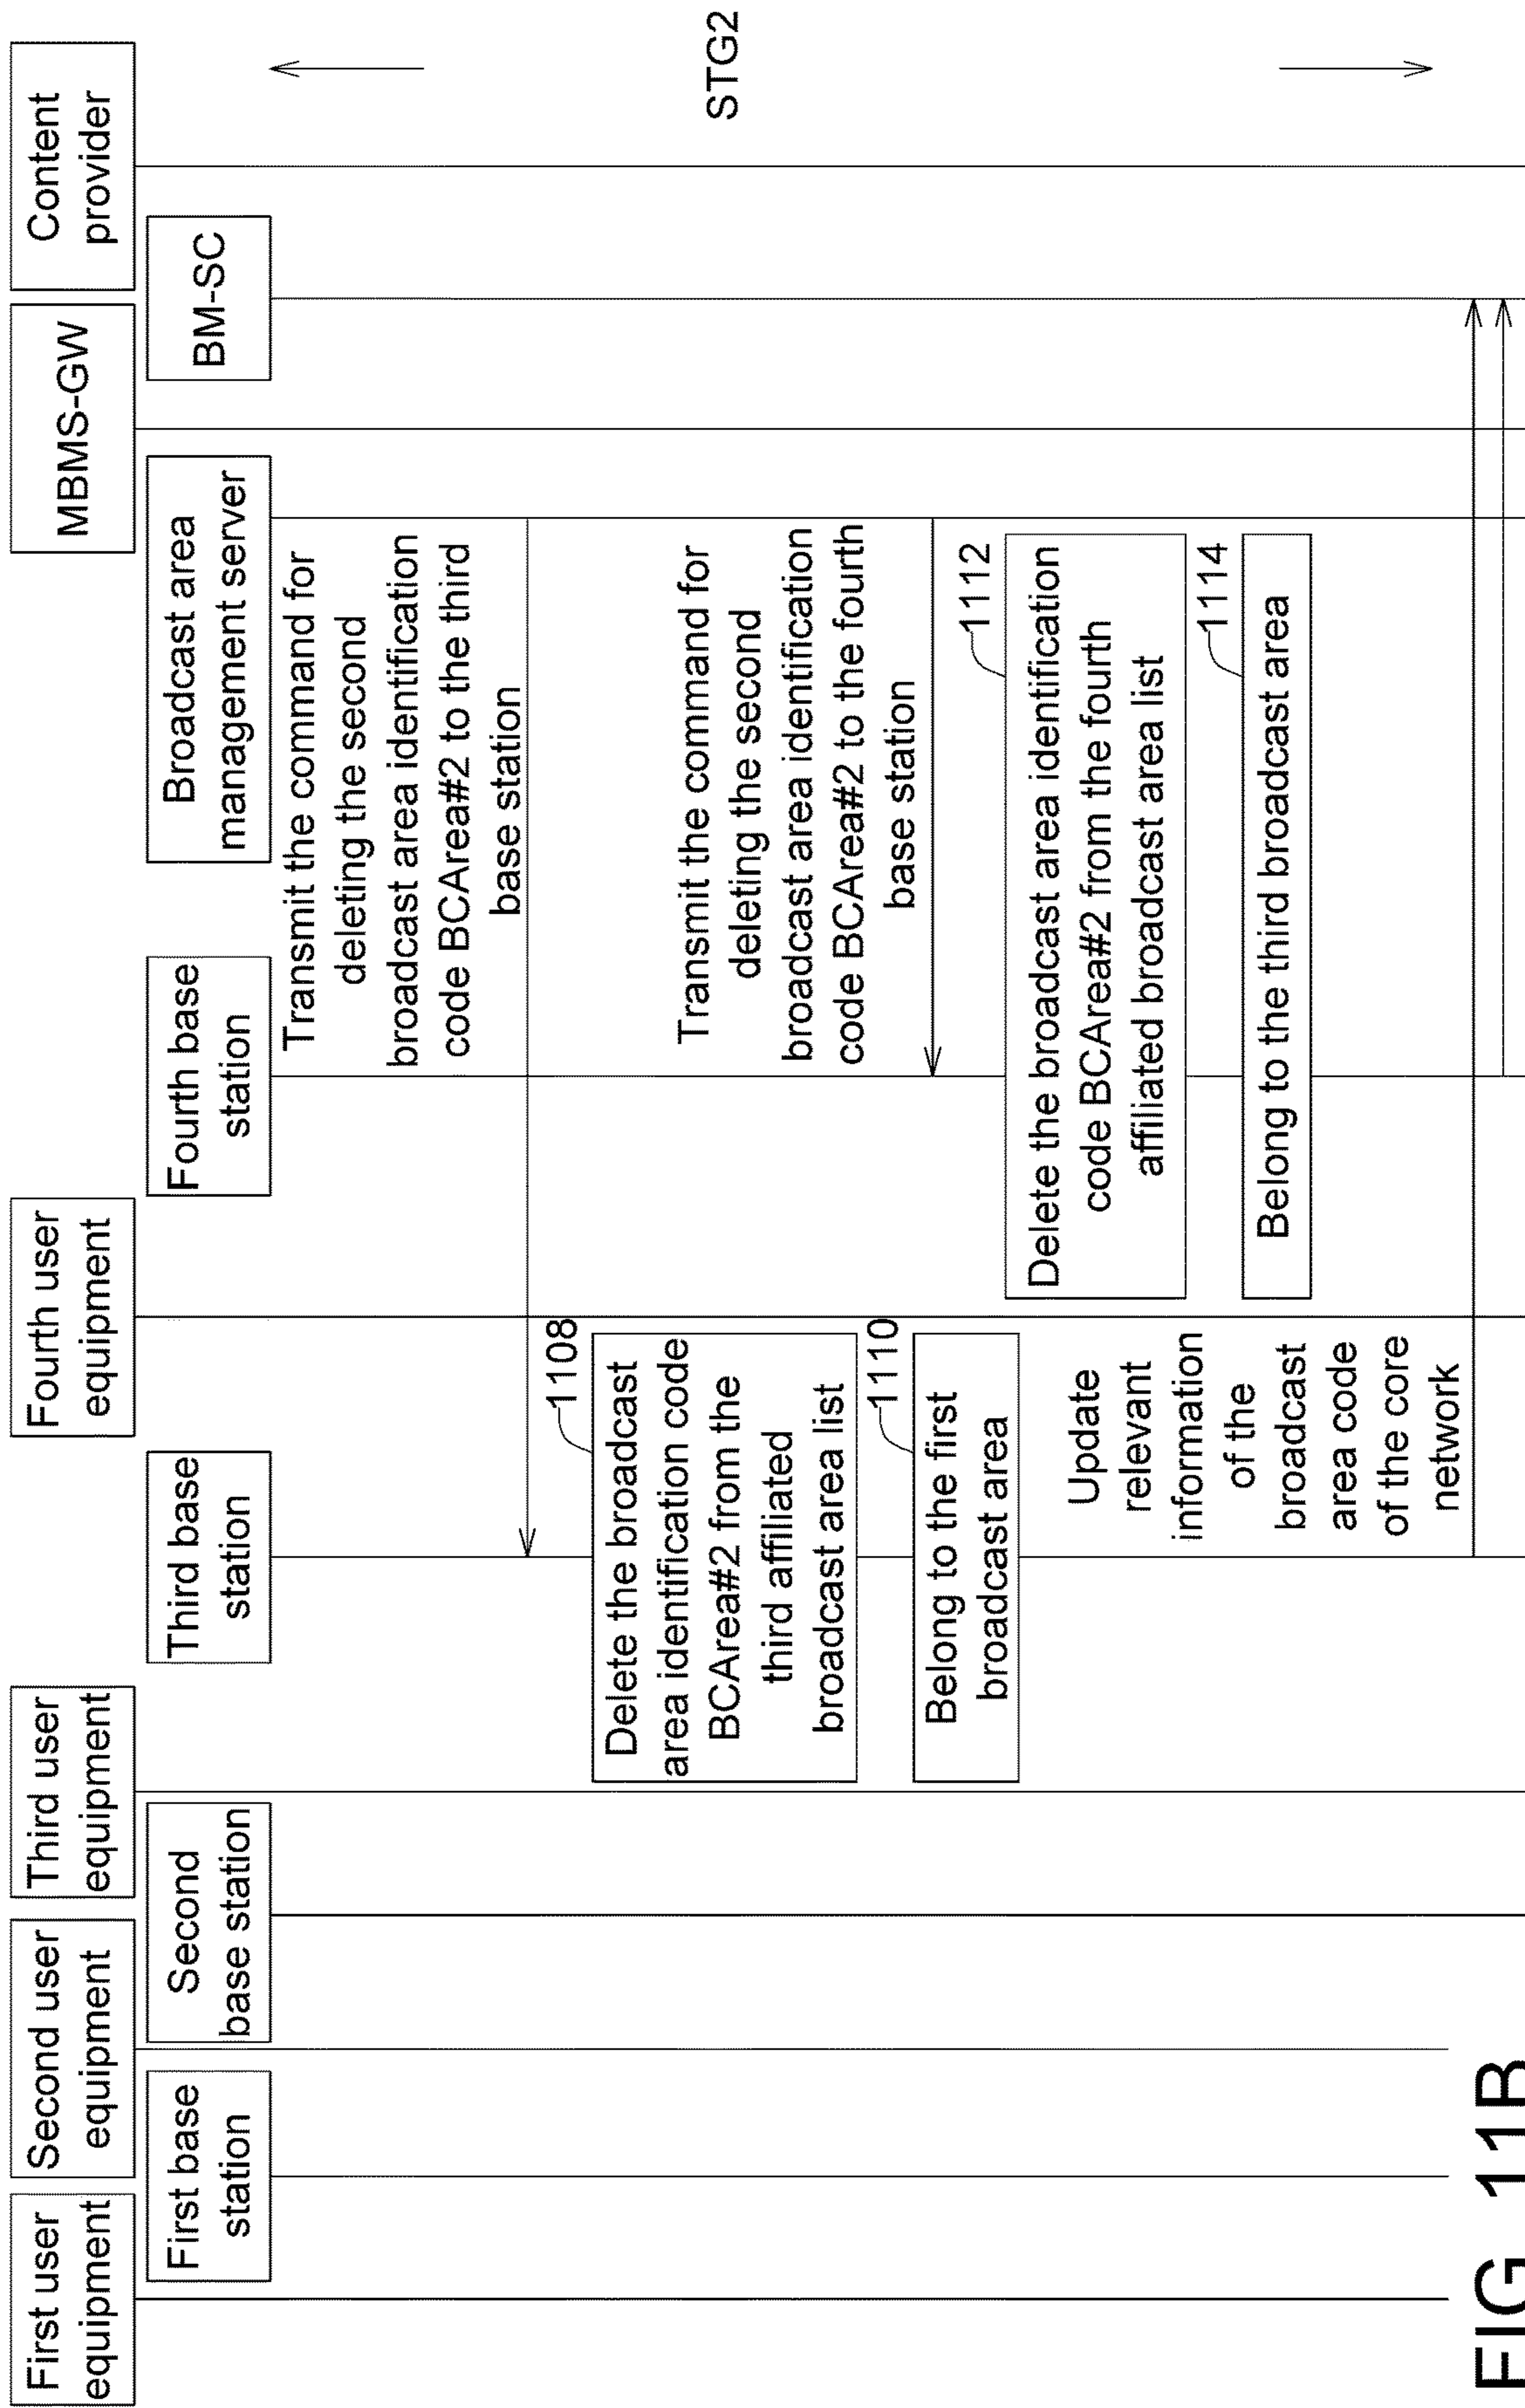 First user
equipment
Second user
equipment
Third user
equipment
Fourth user
equipment
MBMS-GW
Content
provider
First base
station
Second
base station
Third base
station
Fourth base
station
Broadcast area
management server
BM-SC
Transmit the command for
deleting the second
broadcast area identification
code BCArea#2 to the third
base station
1108
Delete the broadcast
area identification code
BCArea#2 from the
third affiliated
broadcast area list
Transmit the command for
deleting the second
broadcast area identification
code BCArea#2 to the fourth
base station
1110
Belong to the first
broadcast area
1112
Delete the broadcast area identification
code BCArea#2 from the fourth
affiliated broadcast area list
1114
Belong to the third broadcast area
Update
relevant
information
of the
broadcast
area code
of the core
network
STG2
FIG. 11B